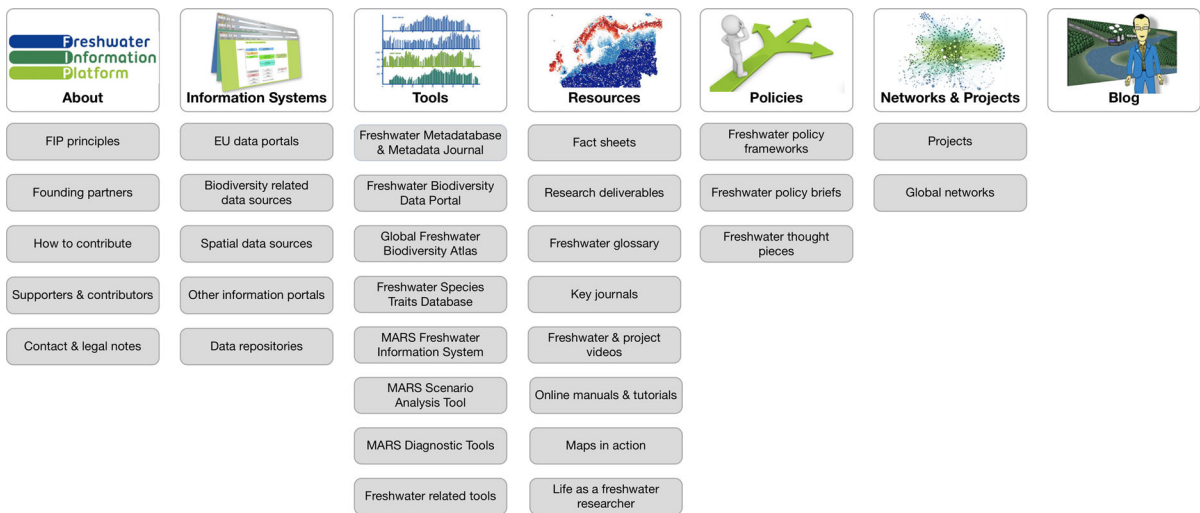 Freshwater
Information
Platform
About
FIP principles
Founding partners
How to contribute
Supporters & contributors
Contact & legal notes
Information Systems
EU data portals
Biodiversity related
data sources
Spatial data sources
Other information portals
Data repositories
Tools
Freshwater Metadatabase
& Metadata Journal
Freshwater Biodiversity
Data Portal
Global Freshwater
Biodiversity Atlas
Freshwater Species
Traits Database
MARS Freshwater
Information System
MARS Scenario
Analysis Tool
MARS Diagnostic Tools
Freshwater related tools
Resources
Fact sheets
Research deliverables
Freshwater glossary
Key journals
Freshwater & project
videos
Online manuals & tutorials
Maps in action
Life as a freshwater
researcher
Policies
Freshwater policy
frameworks
Freshwater policy briefs
Freshwater thought
pieces
Networks & Projects
Projects
Global networks
Blog